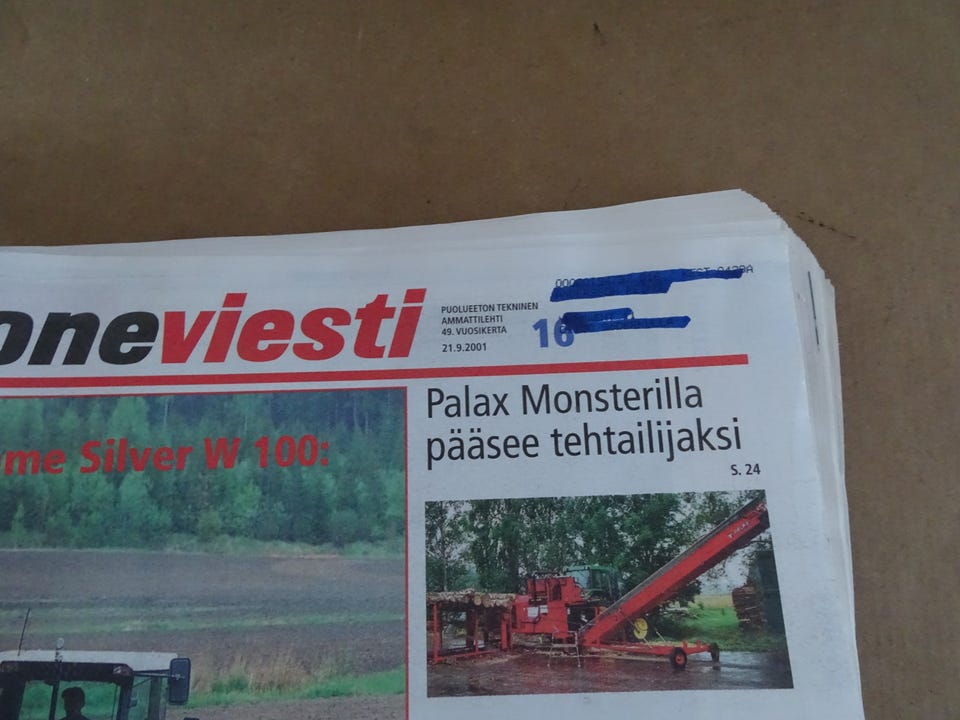 oneviesti
PUOLUEETON TEKNINEN
AMMATTILEHTI
49. VUOSIKERTA
21.9.2001
16
Palax Monsterilla
pääsee tehtailijaksi
S. 24
me Silver W 100: